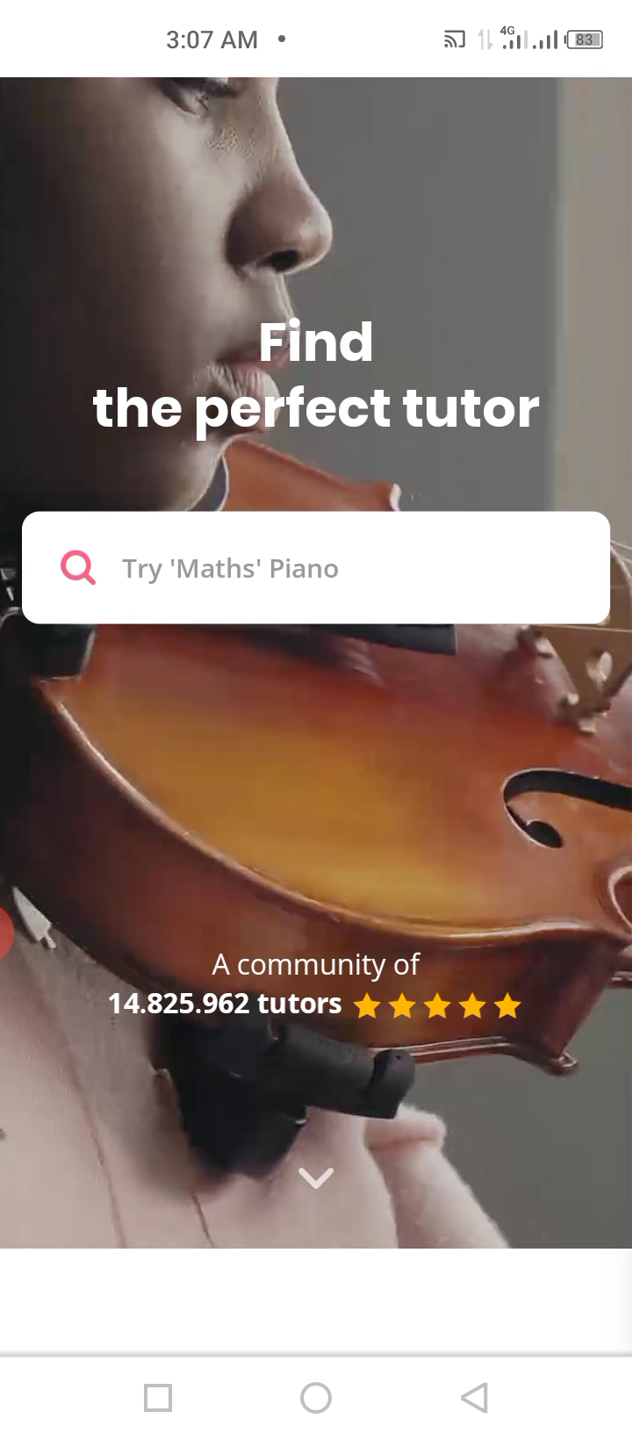 3:07 AM
4G
83
Find
the perfect tutor
Try 'Maths' Piano
A community of
14.825.962 tutors